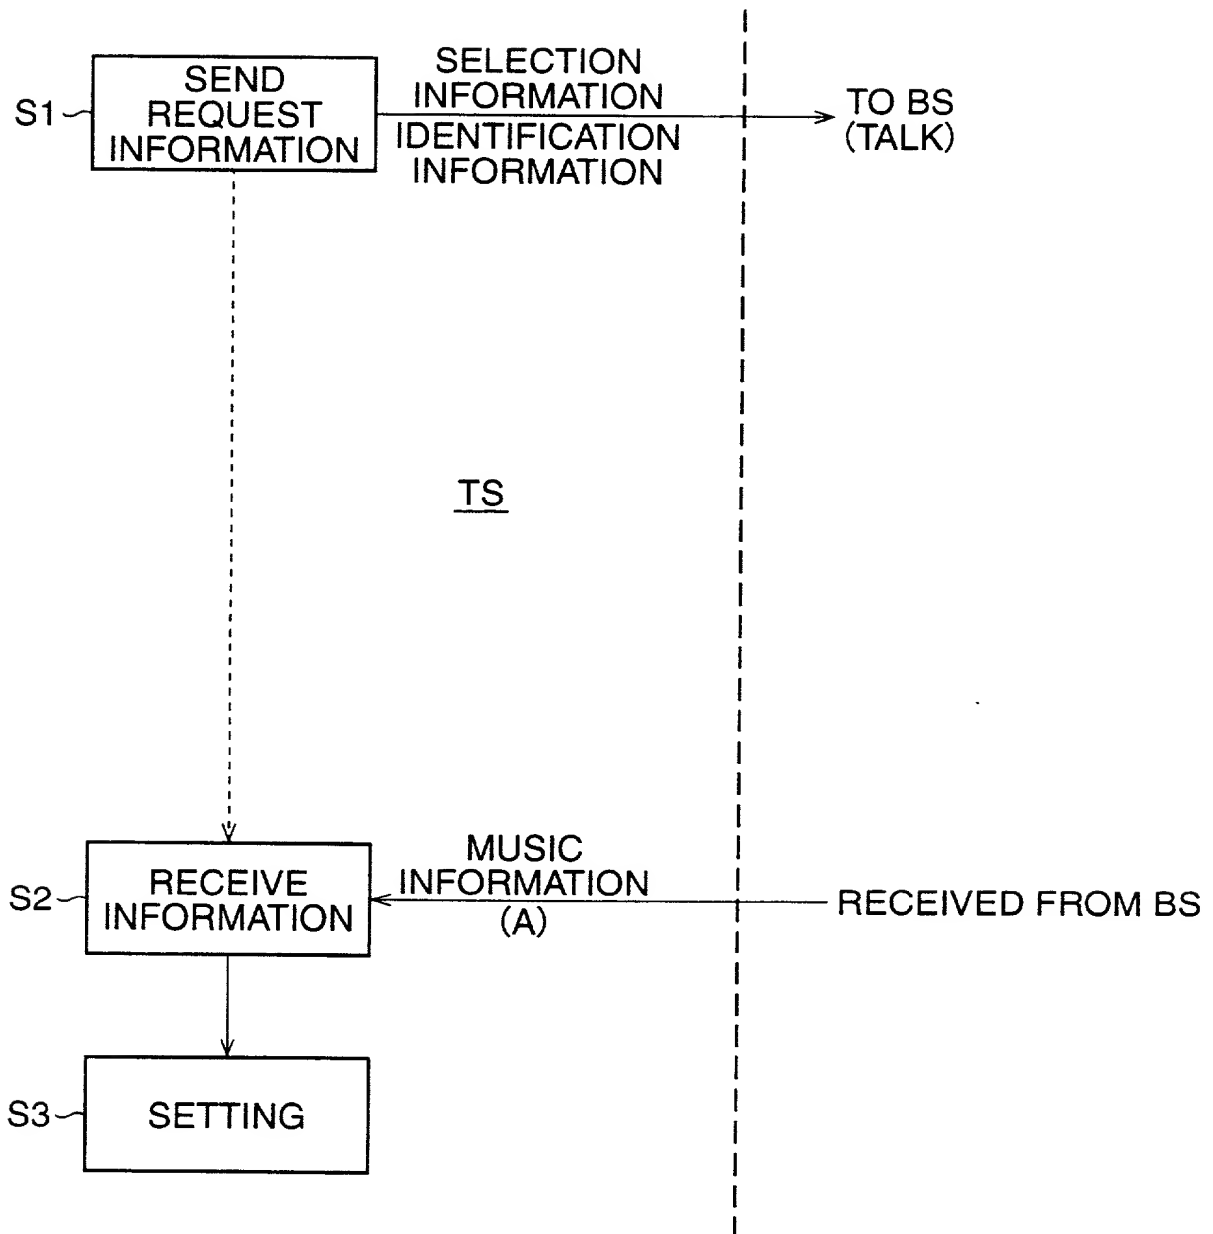 S1
SEND
REQUEST
INFORMATION
SELECTION
INFORMATION
IDENTIFICATION
INFORMATION
TO BS
(TALK)
TS
S2
RECEIVE
INFORMATION
MUSIC
INFORMATION
(A)
RECEIVED FROM BS
S3
SETTING